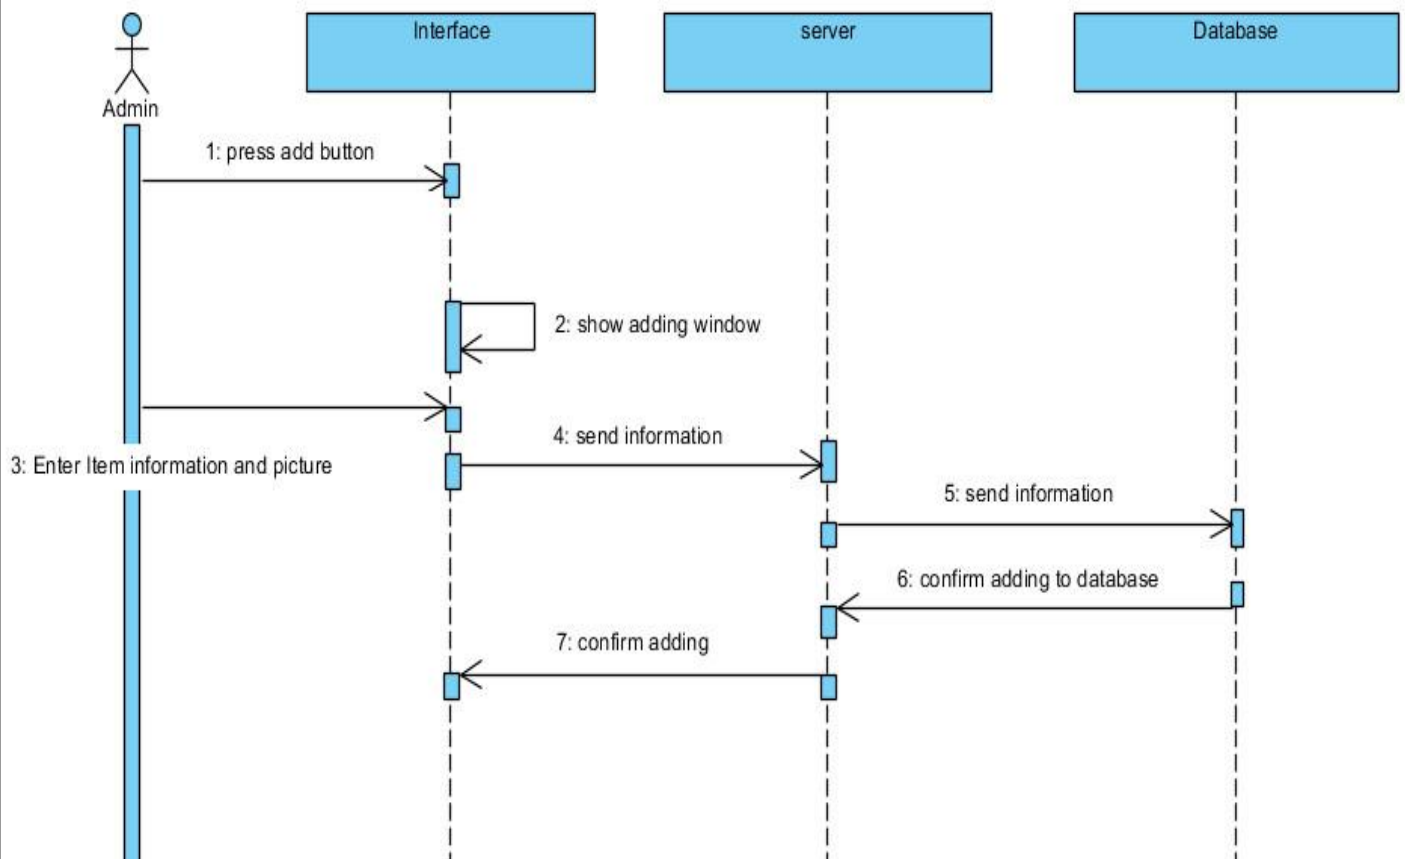 Interface
server
Database
Admin
1: press add button
2: show adding window
4: send information
3: Enter Item information and picture
5: send information
6: confirm adding to database
7: confirm adding